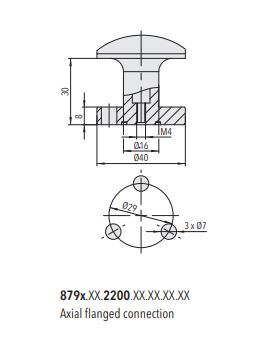 30
8
M4
Ø16
Ø40
Ø29
3 x Ø7
879x.XX.2200.XX.XX.XX.XX
Axial flanged connection